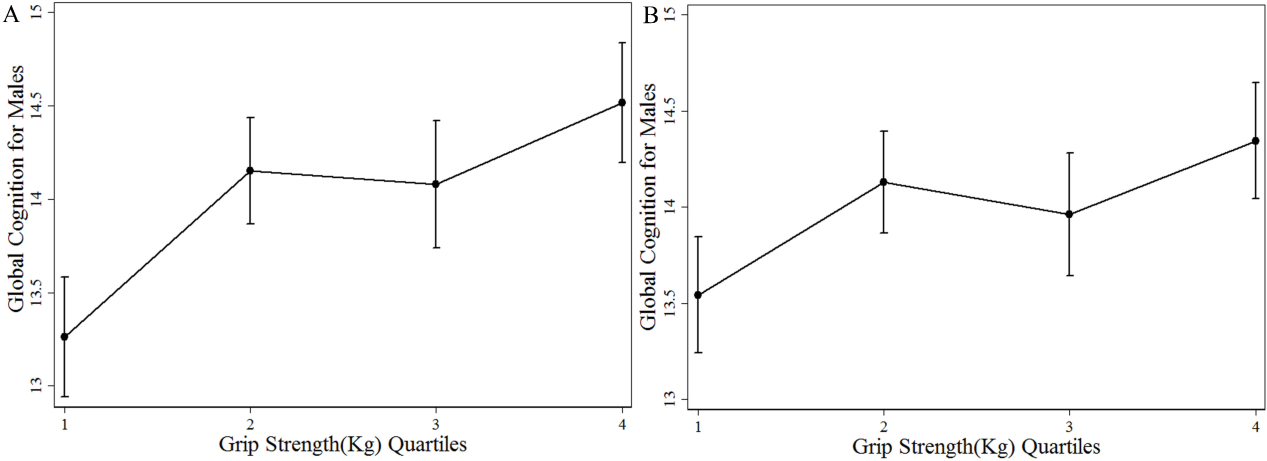 A
Global Cognition for Males
15
14.5
14
13.5
13
1 2 3 4
Grip Strength(Kg) Quartiles
B
Global Cognition for Males
15
14.5
14
13.5
13
1 2 3 4
Grip Strength(Kg) Quartiles